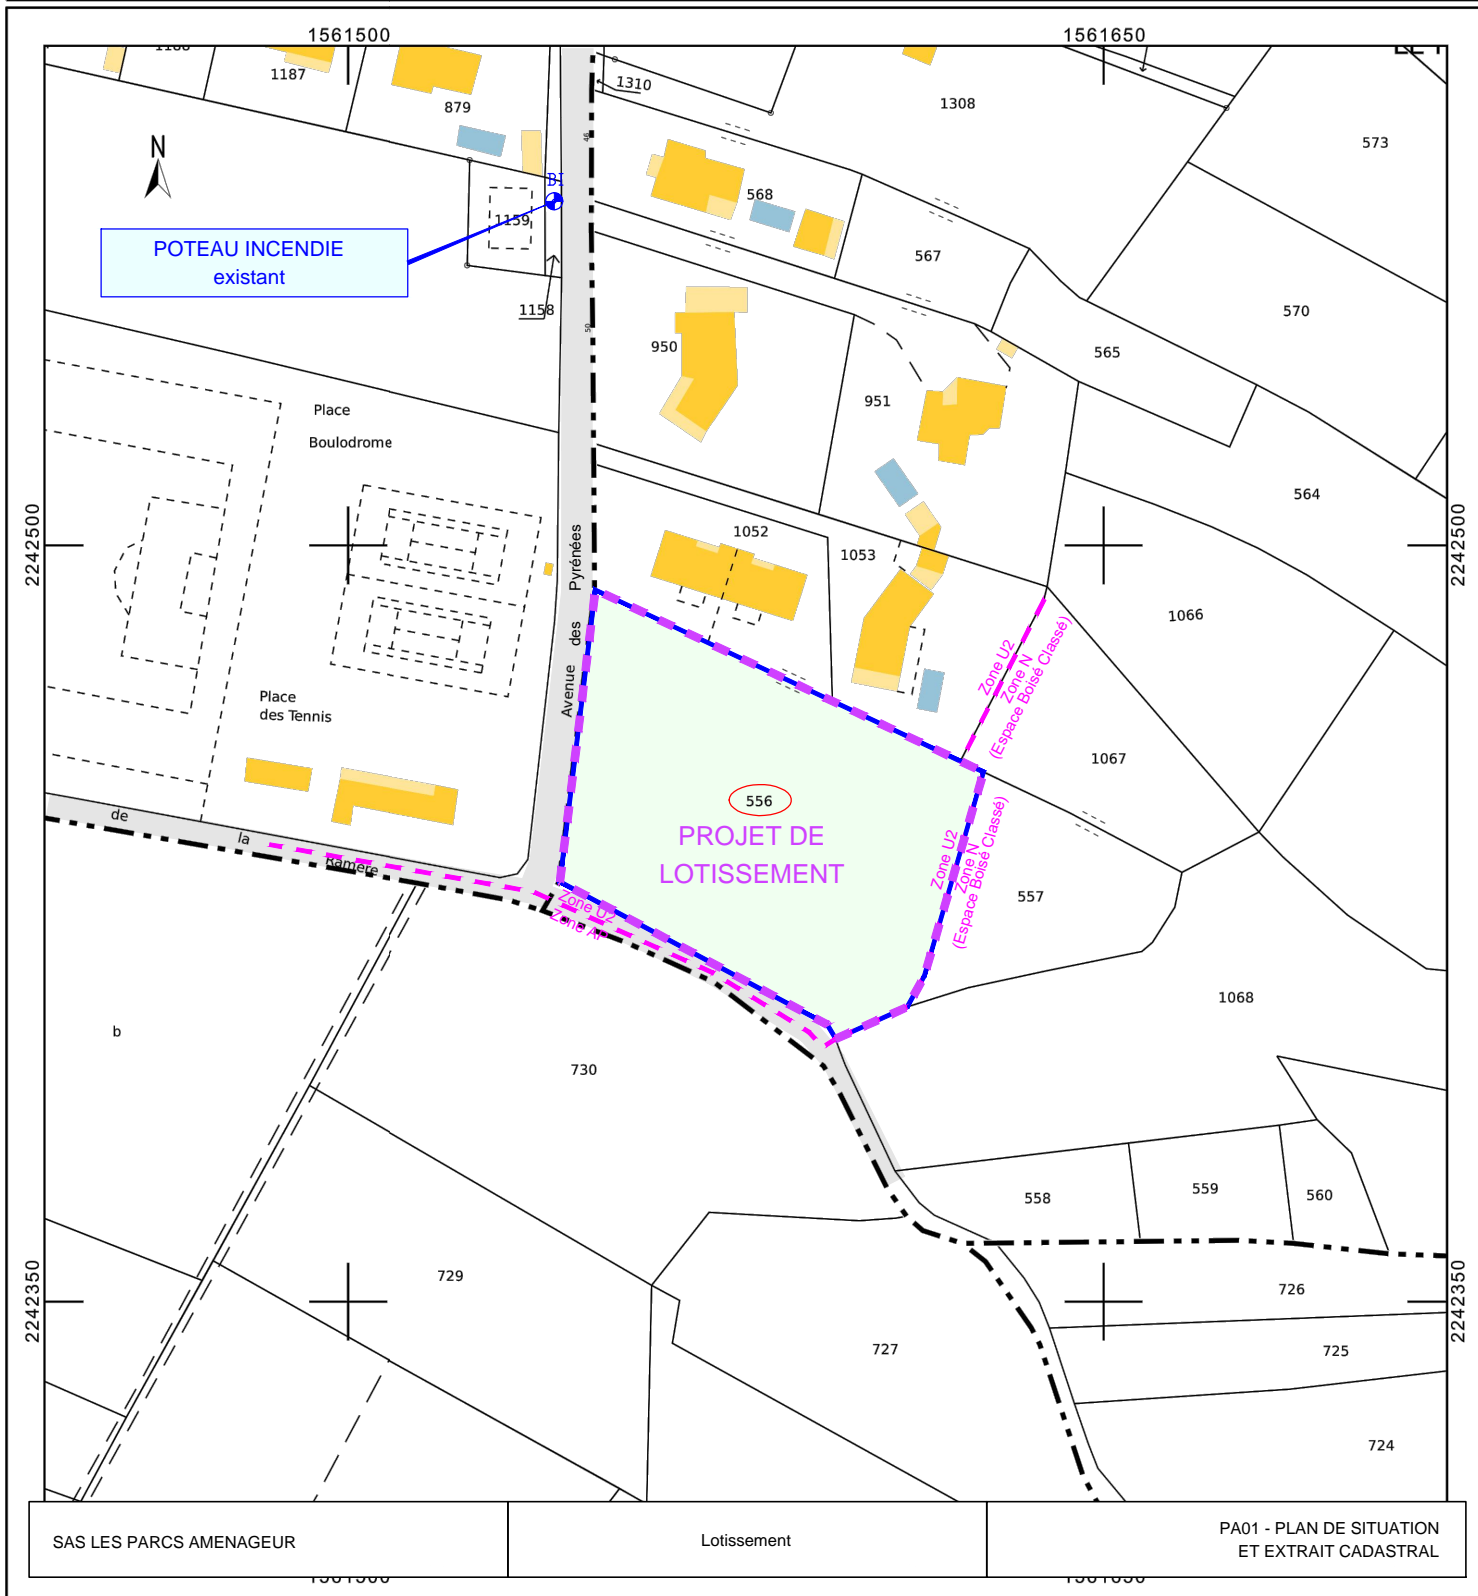 1561500
1561650
1187
879
1310
1308
573
46
N
BI
568
1159
POTEAU INCENDIE
existant
567
1158
570
50
950
565
951
Place
Boulodrome
564
2242500
2242500
1052
1053
Avenue des Pyrénées
1066
Zone U2
Zone N
(Espace Boisé Classé)
Place
des Tennis
1067
556
PROJET DE
LOTISSEMENT
de la Ramère
Zone U2
Zone N
(Espace Boisé Classé)
557
Zone U2
Zone AP
1068
b
730
558
559
560
729
726
2242350
2242350
727
725
724
SAS LES PARCS AMENAGEUR
Lotissement
PA01 - PLAN DE SITUATION
ET EXTRAIT CADASTRAL